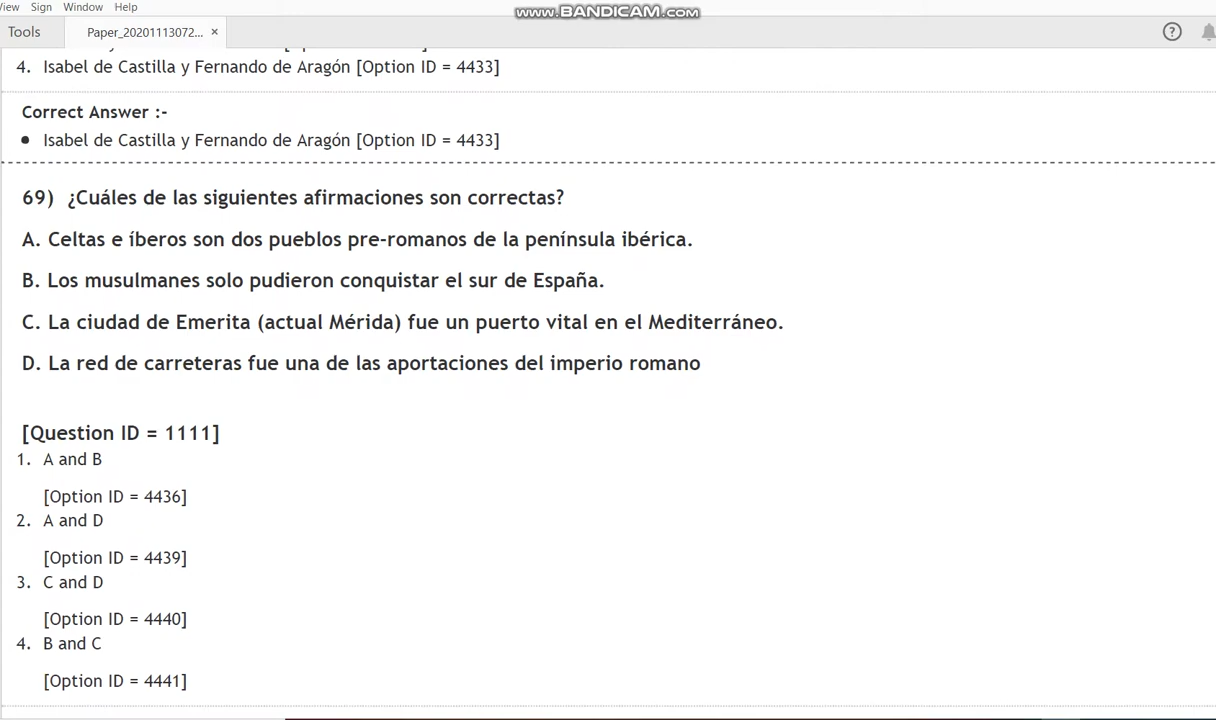 View Sign Window Help
www.BANDICAM.com
Tools Paper_20201113072... × ?
4. Isabel de Castilla y Fernando de Aragón [Option ID = 4433]
Correct Answer :-
• Isabel de Castilla y Fernando de Aragón [Option ID = 4433]
69) ¿Cuáles de las siguientes afirmaciones son correctas?
A. Celtas e íberos son dos pueblos pre-romanos de la península ibérica.
B. Los musulmanes solo pudieron conquistar el sur de España.
C. La ciudad de Emerita (actual Mérida) fue un puerto vital en el Mediterráneo.
D. La red de carreteras fue una de las aportaciones del imperio romano
[Question ID = 1111]
1. A and B
[Option ID = 4436]
2. A and D
[Option ID = 4439]
3. C and D
[Option ID = 4440]
4. B and C
[Option ID = 4441]